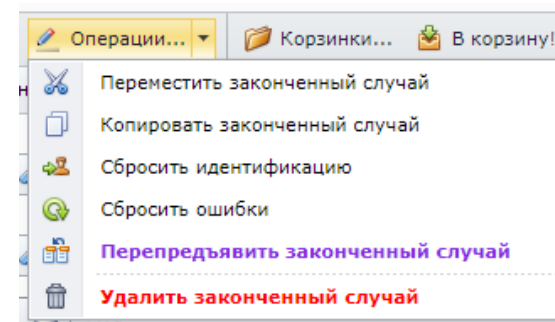 Операции... Корзинки... В корзину!
Переместить законченный случай
Копировать законченный случай
Сбросить идентификацию
Сбросить ошибки
Перепредъявить законченный случай
Удалить законченный случай